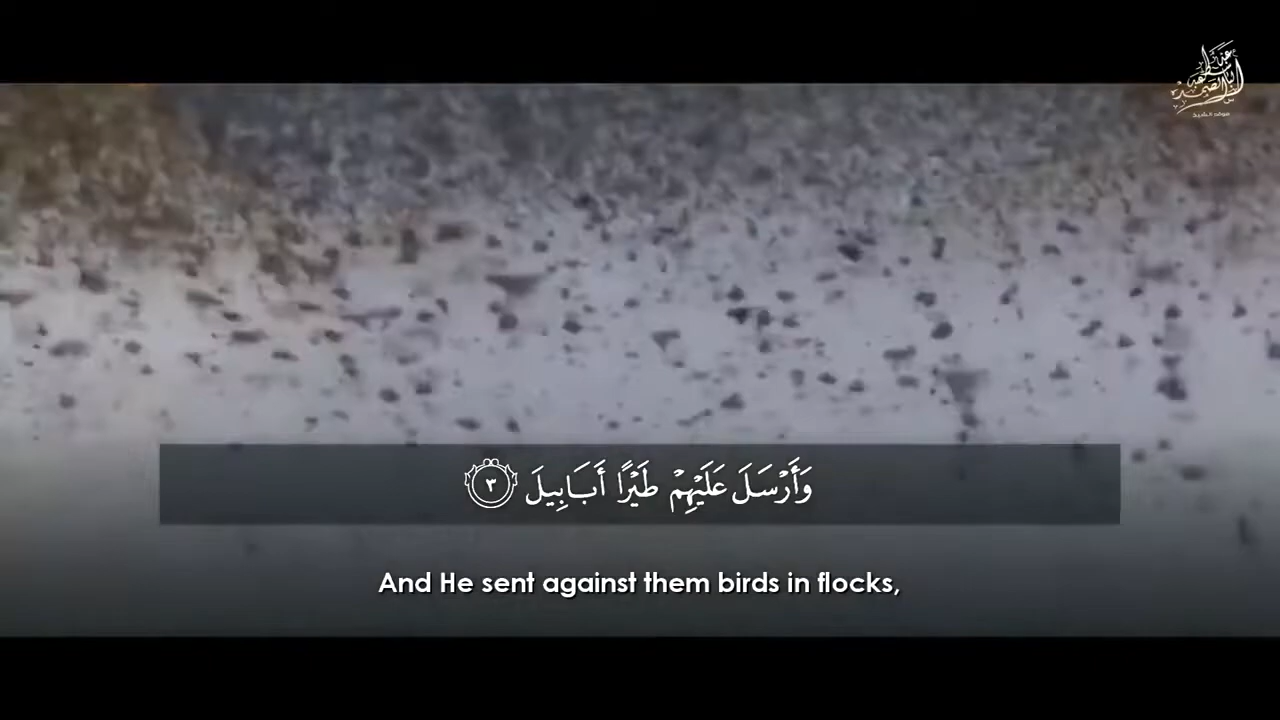 وَأَرْسَلَ عَلَيْهِمْ طَيْرًا أَبَابِيلَ ٣
And He sent against them birds in flocks,